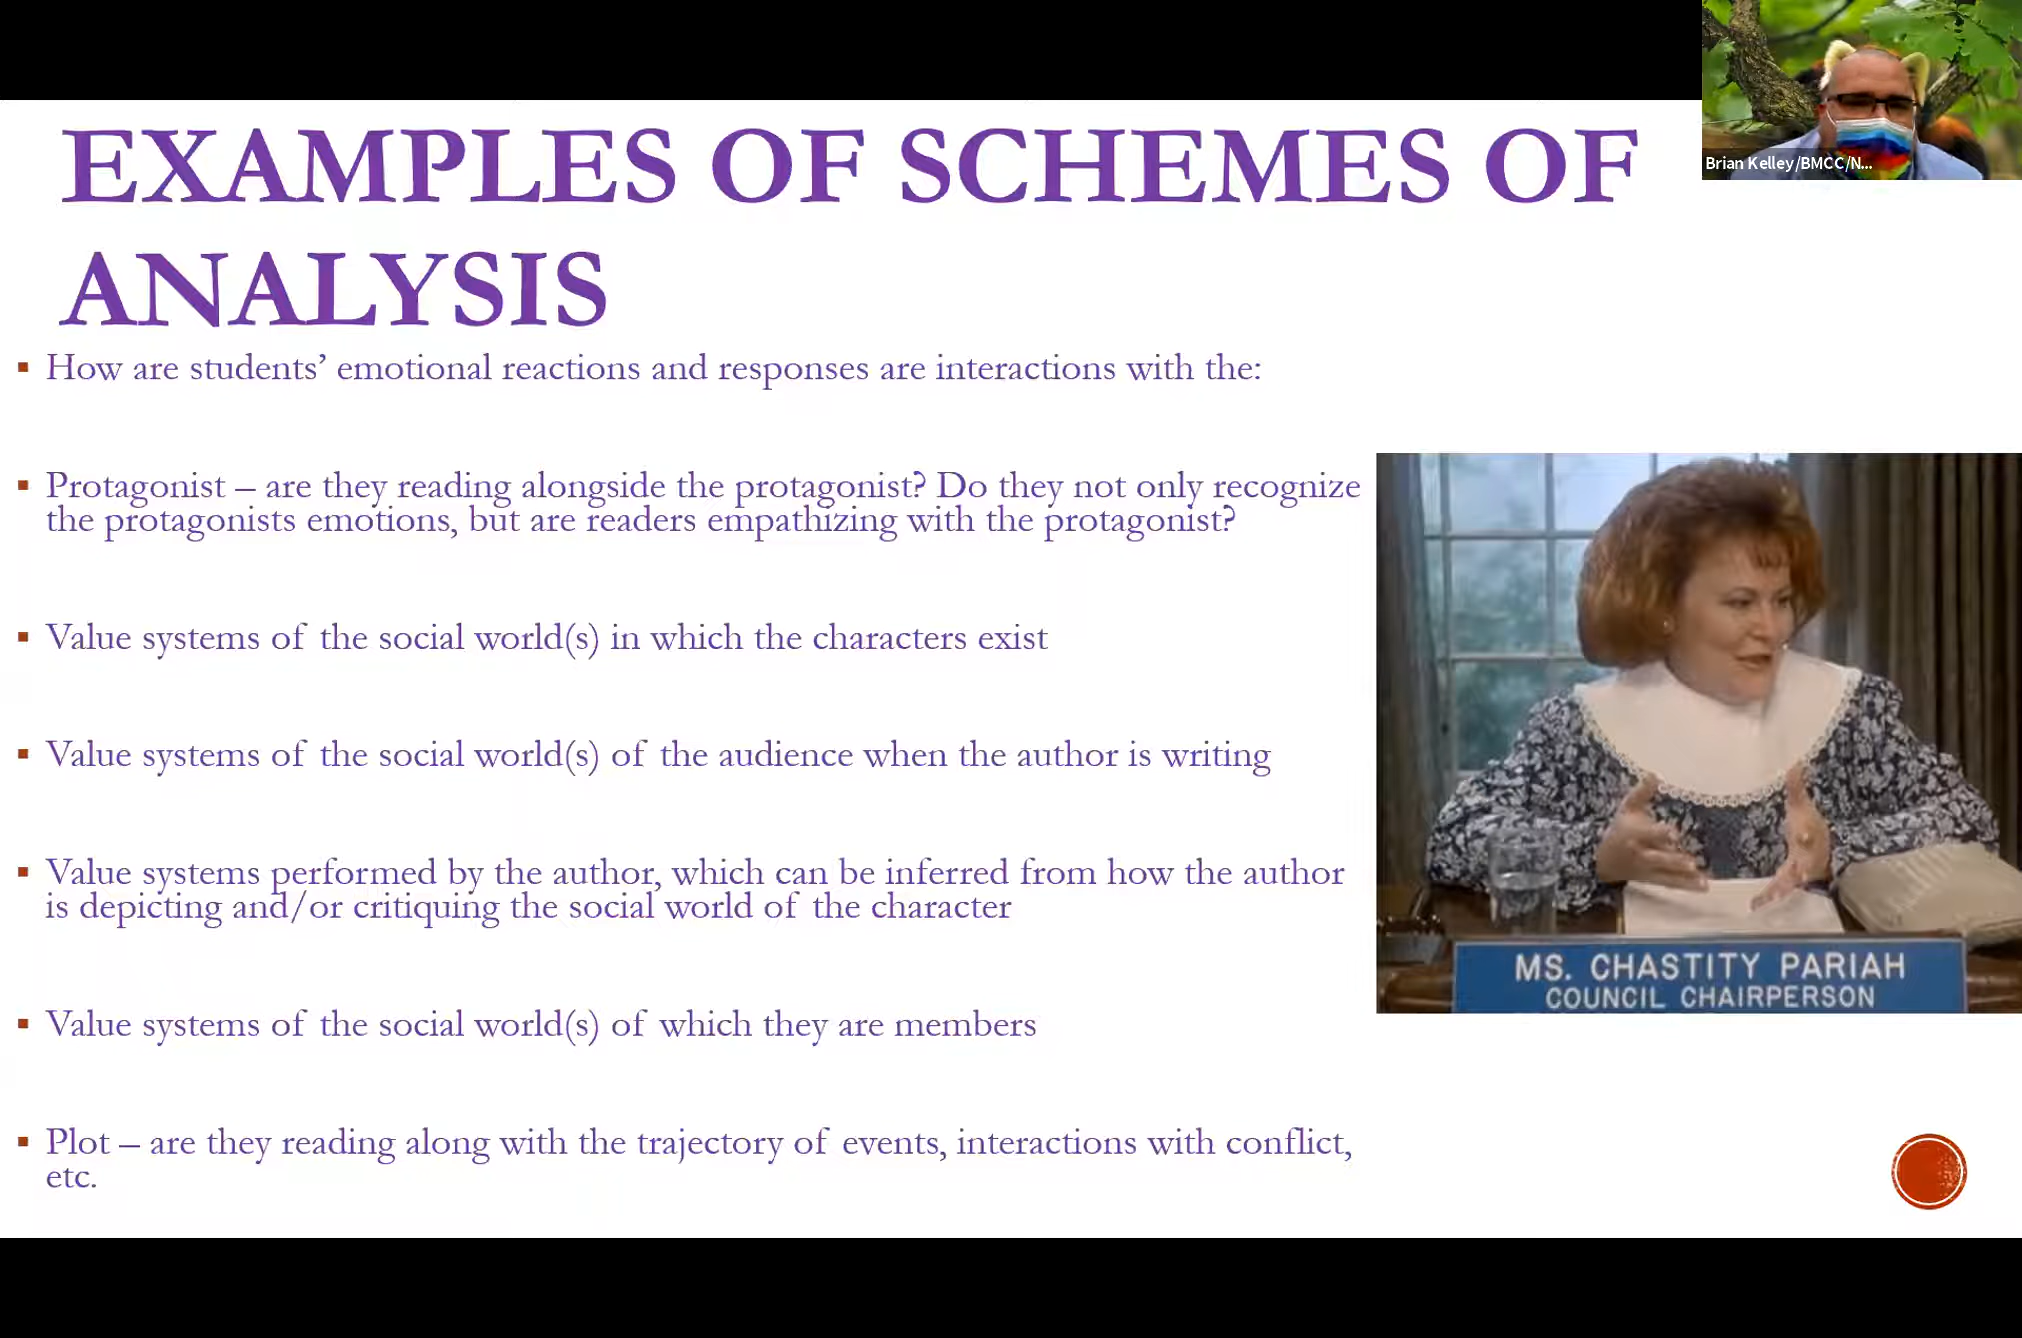 EXAMPLES OF SCHEMES OF
ANALYSIS
Brian Kelley/BMCC/N...
▪ How are students’ emotional reactions and responses are interactions with the:
▪ Protagonist – are they reading alongside the protagonist? Do they not only recognize
the protagonists emotions, but are readers empathizing with the protagonist?
▪ Value systems of the social world(s) in which the characters exist
▪ Value systems of the social world(s) of the audience when the author is writing
▪ Value systems performed by the author, which can be inferred from how the author
is depicting and/or critiquing the social world of the character
▪ Value systems of the social world(s) of which they are members
▪ Plot – are they reading along with the trajectory of events, interactions with conflict,
etc.
MS. CHASTITY PARIAH
COUNCIL CHAIRPERSON